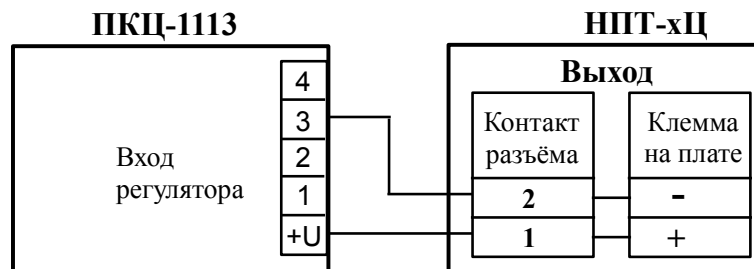 ПКЦ-1113
НПТ-хЦ
4
3
2
1
+U
Вход
регулятора
Выход
Контакт
разъёма
Клемма
на плате
2
-
1
+